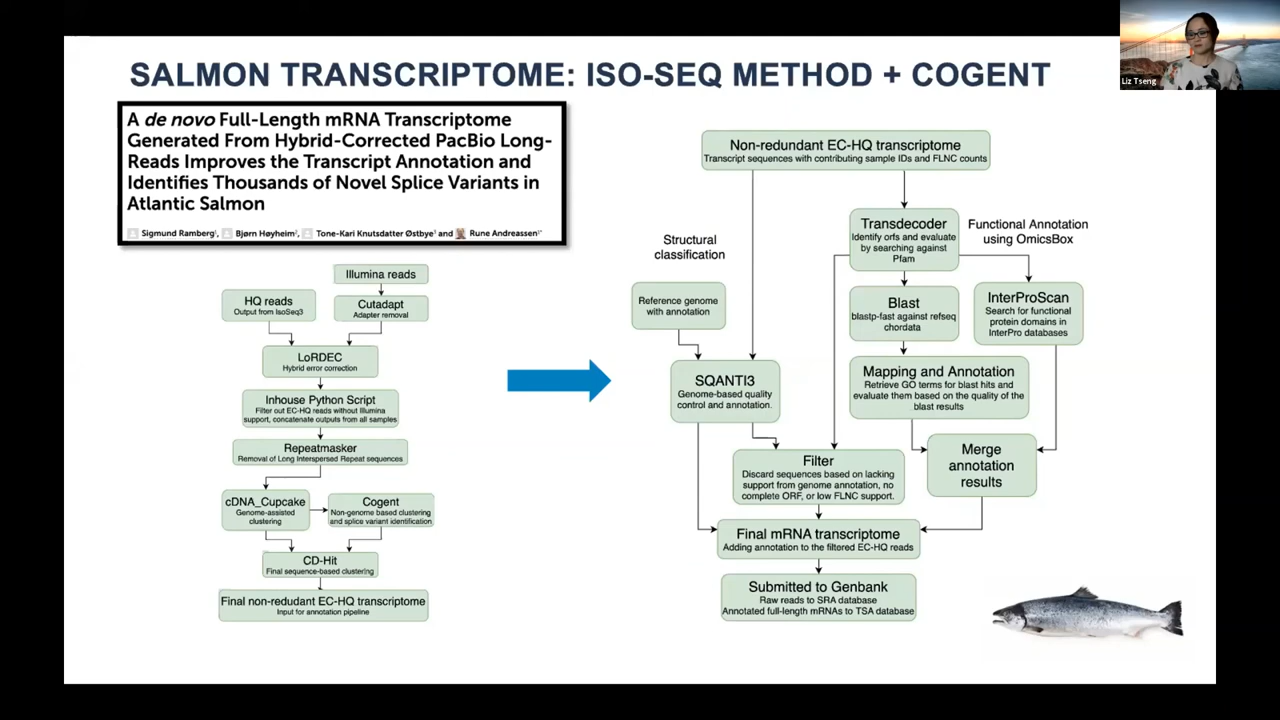 SALMON TRANSCRIPTOME: ISO-SEQ METHOD + COGENT
Liz Tseng
A de novo Full-Length mRNA Transcriptome
Generated From Hybrid-Corrected PacBio Long-
Reads Improves the Transcript Annotation and
Identifies Thousands of Novel Splice Variants in
Atlantic Salmon
Sigmund Ramberg¹, Bjørn Høyheim², Tone-Kari Knutsdatter Østbye³ and Rune Andreassen¹*
Illumina reads
HQ reads
Output from IsoSeq3
Cutadapt
Adapter removal
LoRDEC
Hybrid error correction
Inhouse Python Script
Filter out EC-HQ reads without Illumina
support, concatenate outputs from all samples
Repeatmasker
Removal of Long Interspersed Repeat sequences
cDNA_Cupcake
Genome-assisted
clustering
Cogent
Non-genome based clustering
and splice variant identification
CD-Hit
Final sequence-based clustering
Final non-redudant EC-HQ transcriptome
Input for annotation pipeline
Non-redundant EC-HQ transcriptome
Transcript sequences with contributing sample IDs and FLNC counts
Structural
classification
Transdecoder
Identify orfs and evaluate
by searching against
Pfam
Functional Annotation
using OmicsBox
Reference genome
with annotation
Blast
blastp-fast against refseq
chordata
InterProScan
Search for functional
protein domains in
InterPro databases
SQANTI3
Genome-based quality
control and annotation.
Mapping and Annotation
Retrieve GO terms for blast hits and
evaluate them based on the quality of the
blast results
Filter
Discard sequences based on lacking
support from genome annotation, no
complete ORF, or low FLNC support.
Merge
annotation
results
Final mRNA transcriptome
Adding annotation to the filtered EC-HQ reads
Submitted to Genbank
Raw reads to SRA database
Annotated full-length mRNAs to TSA database